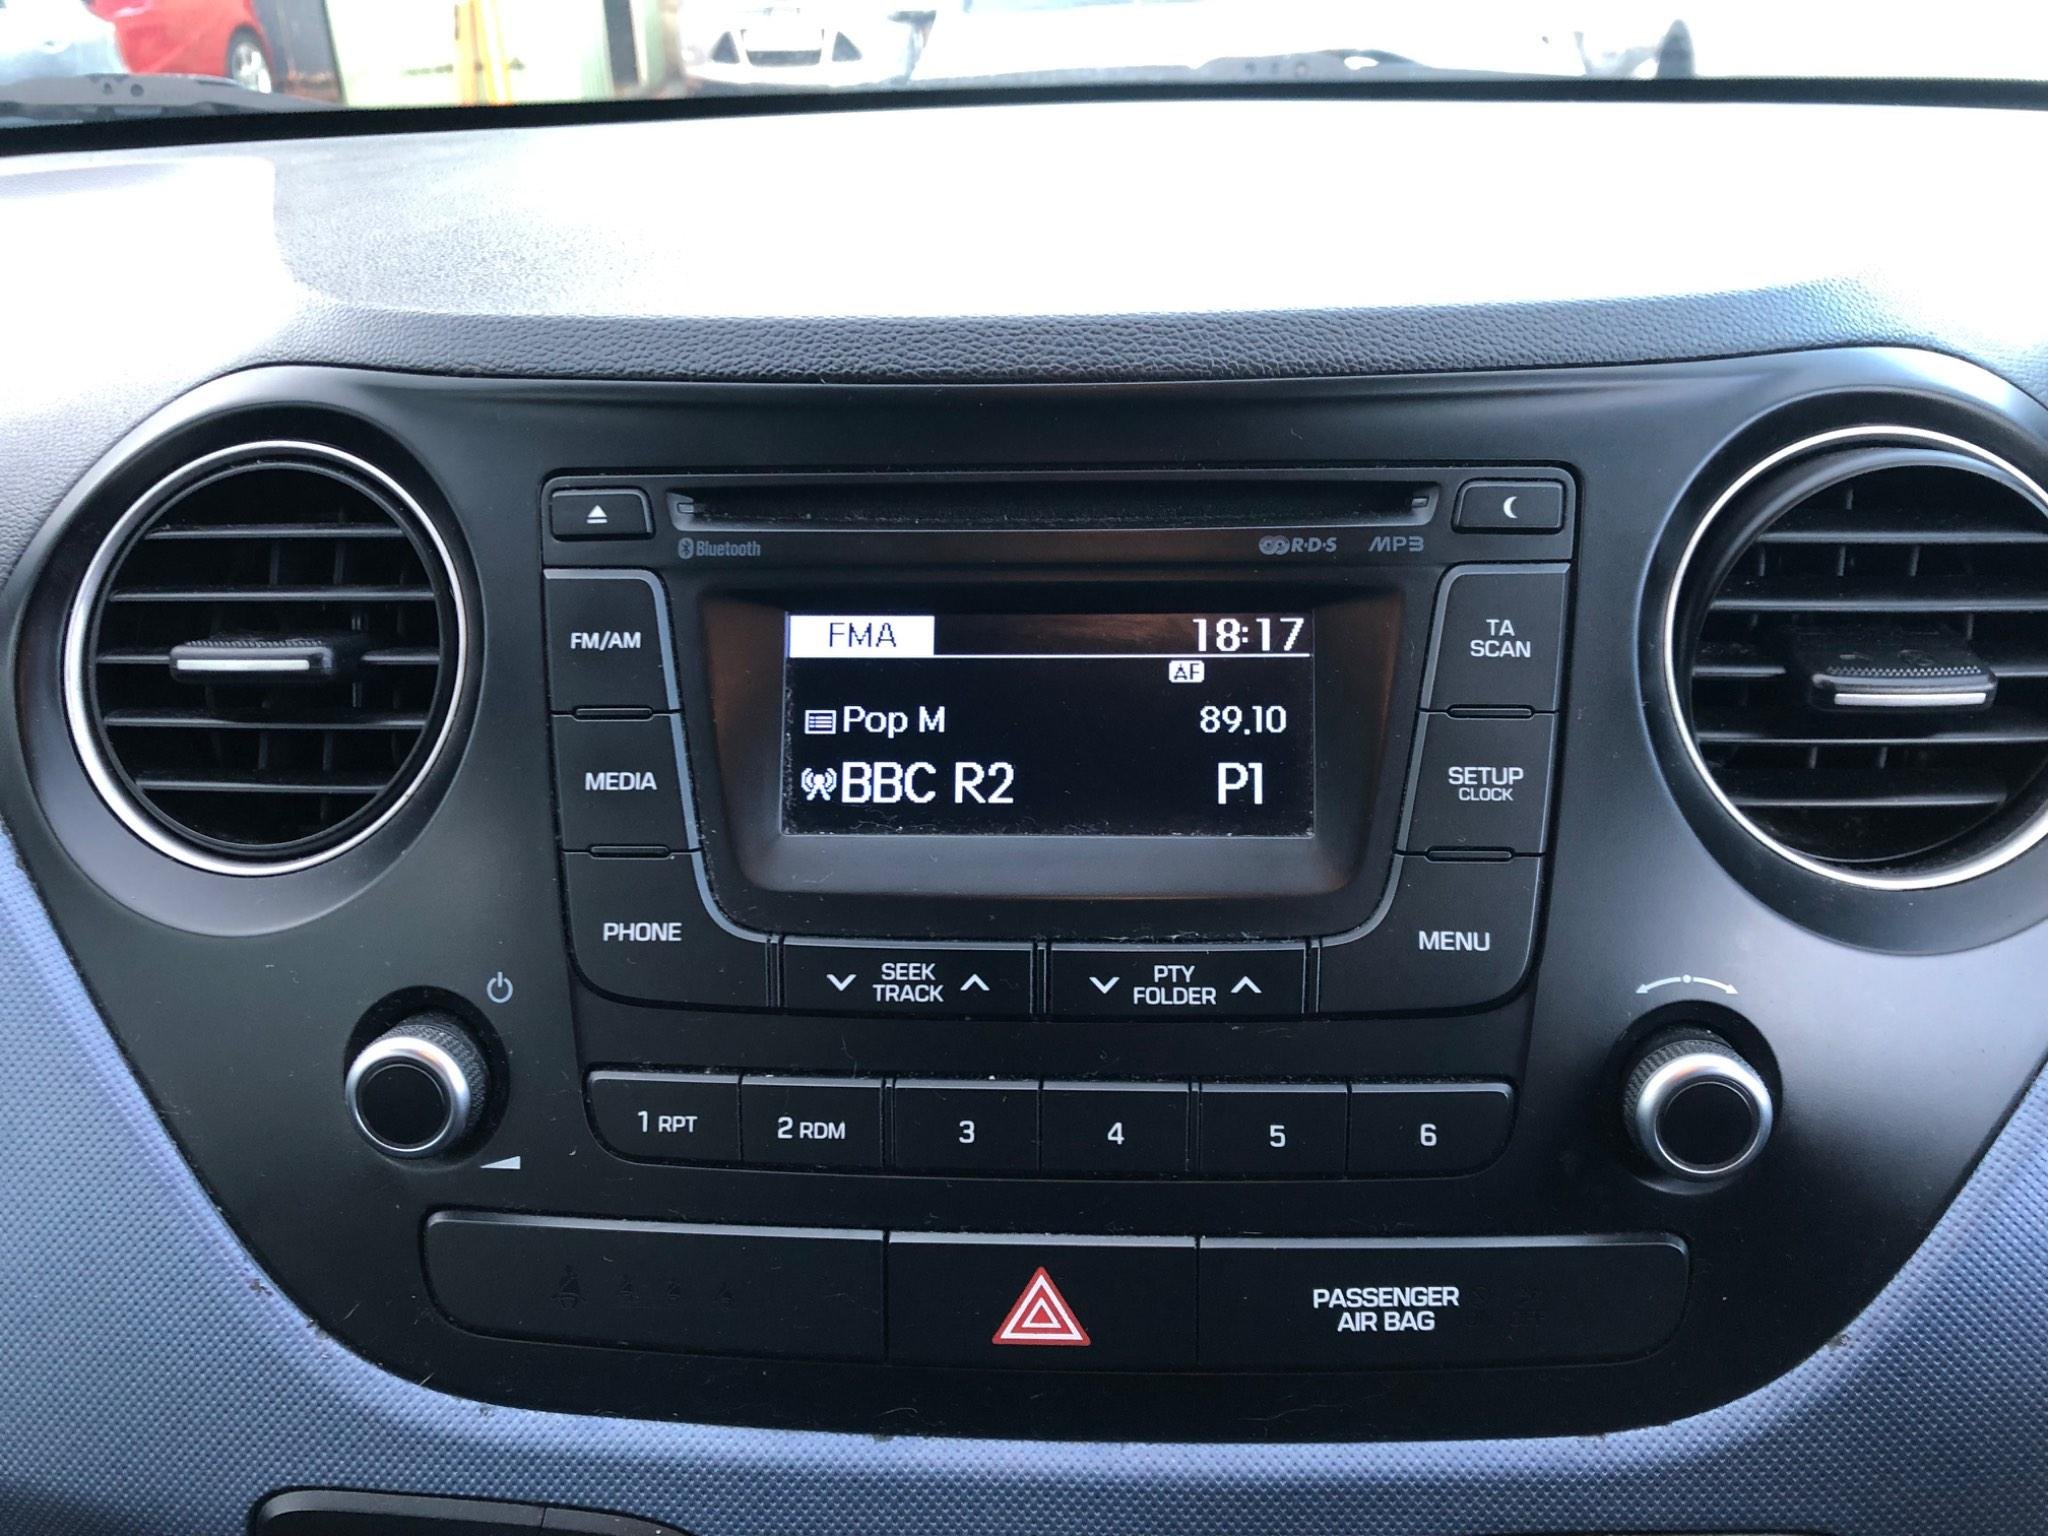 Bluetooth
R·D·S MP3
FM/AM
FMA 18:17
TA
SCAN
AF
Pop M 89.10
MEDIA
BBC R2 P1
SETUP
CLOCK
PHONE
MENU
SEEK
TRACK
PTY
FOLDER
1 RPT 2 RDM 3 4 5 6
PASSENGER
AIR BAG